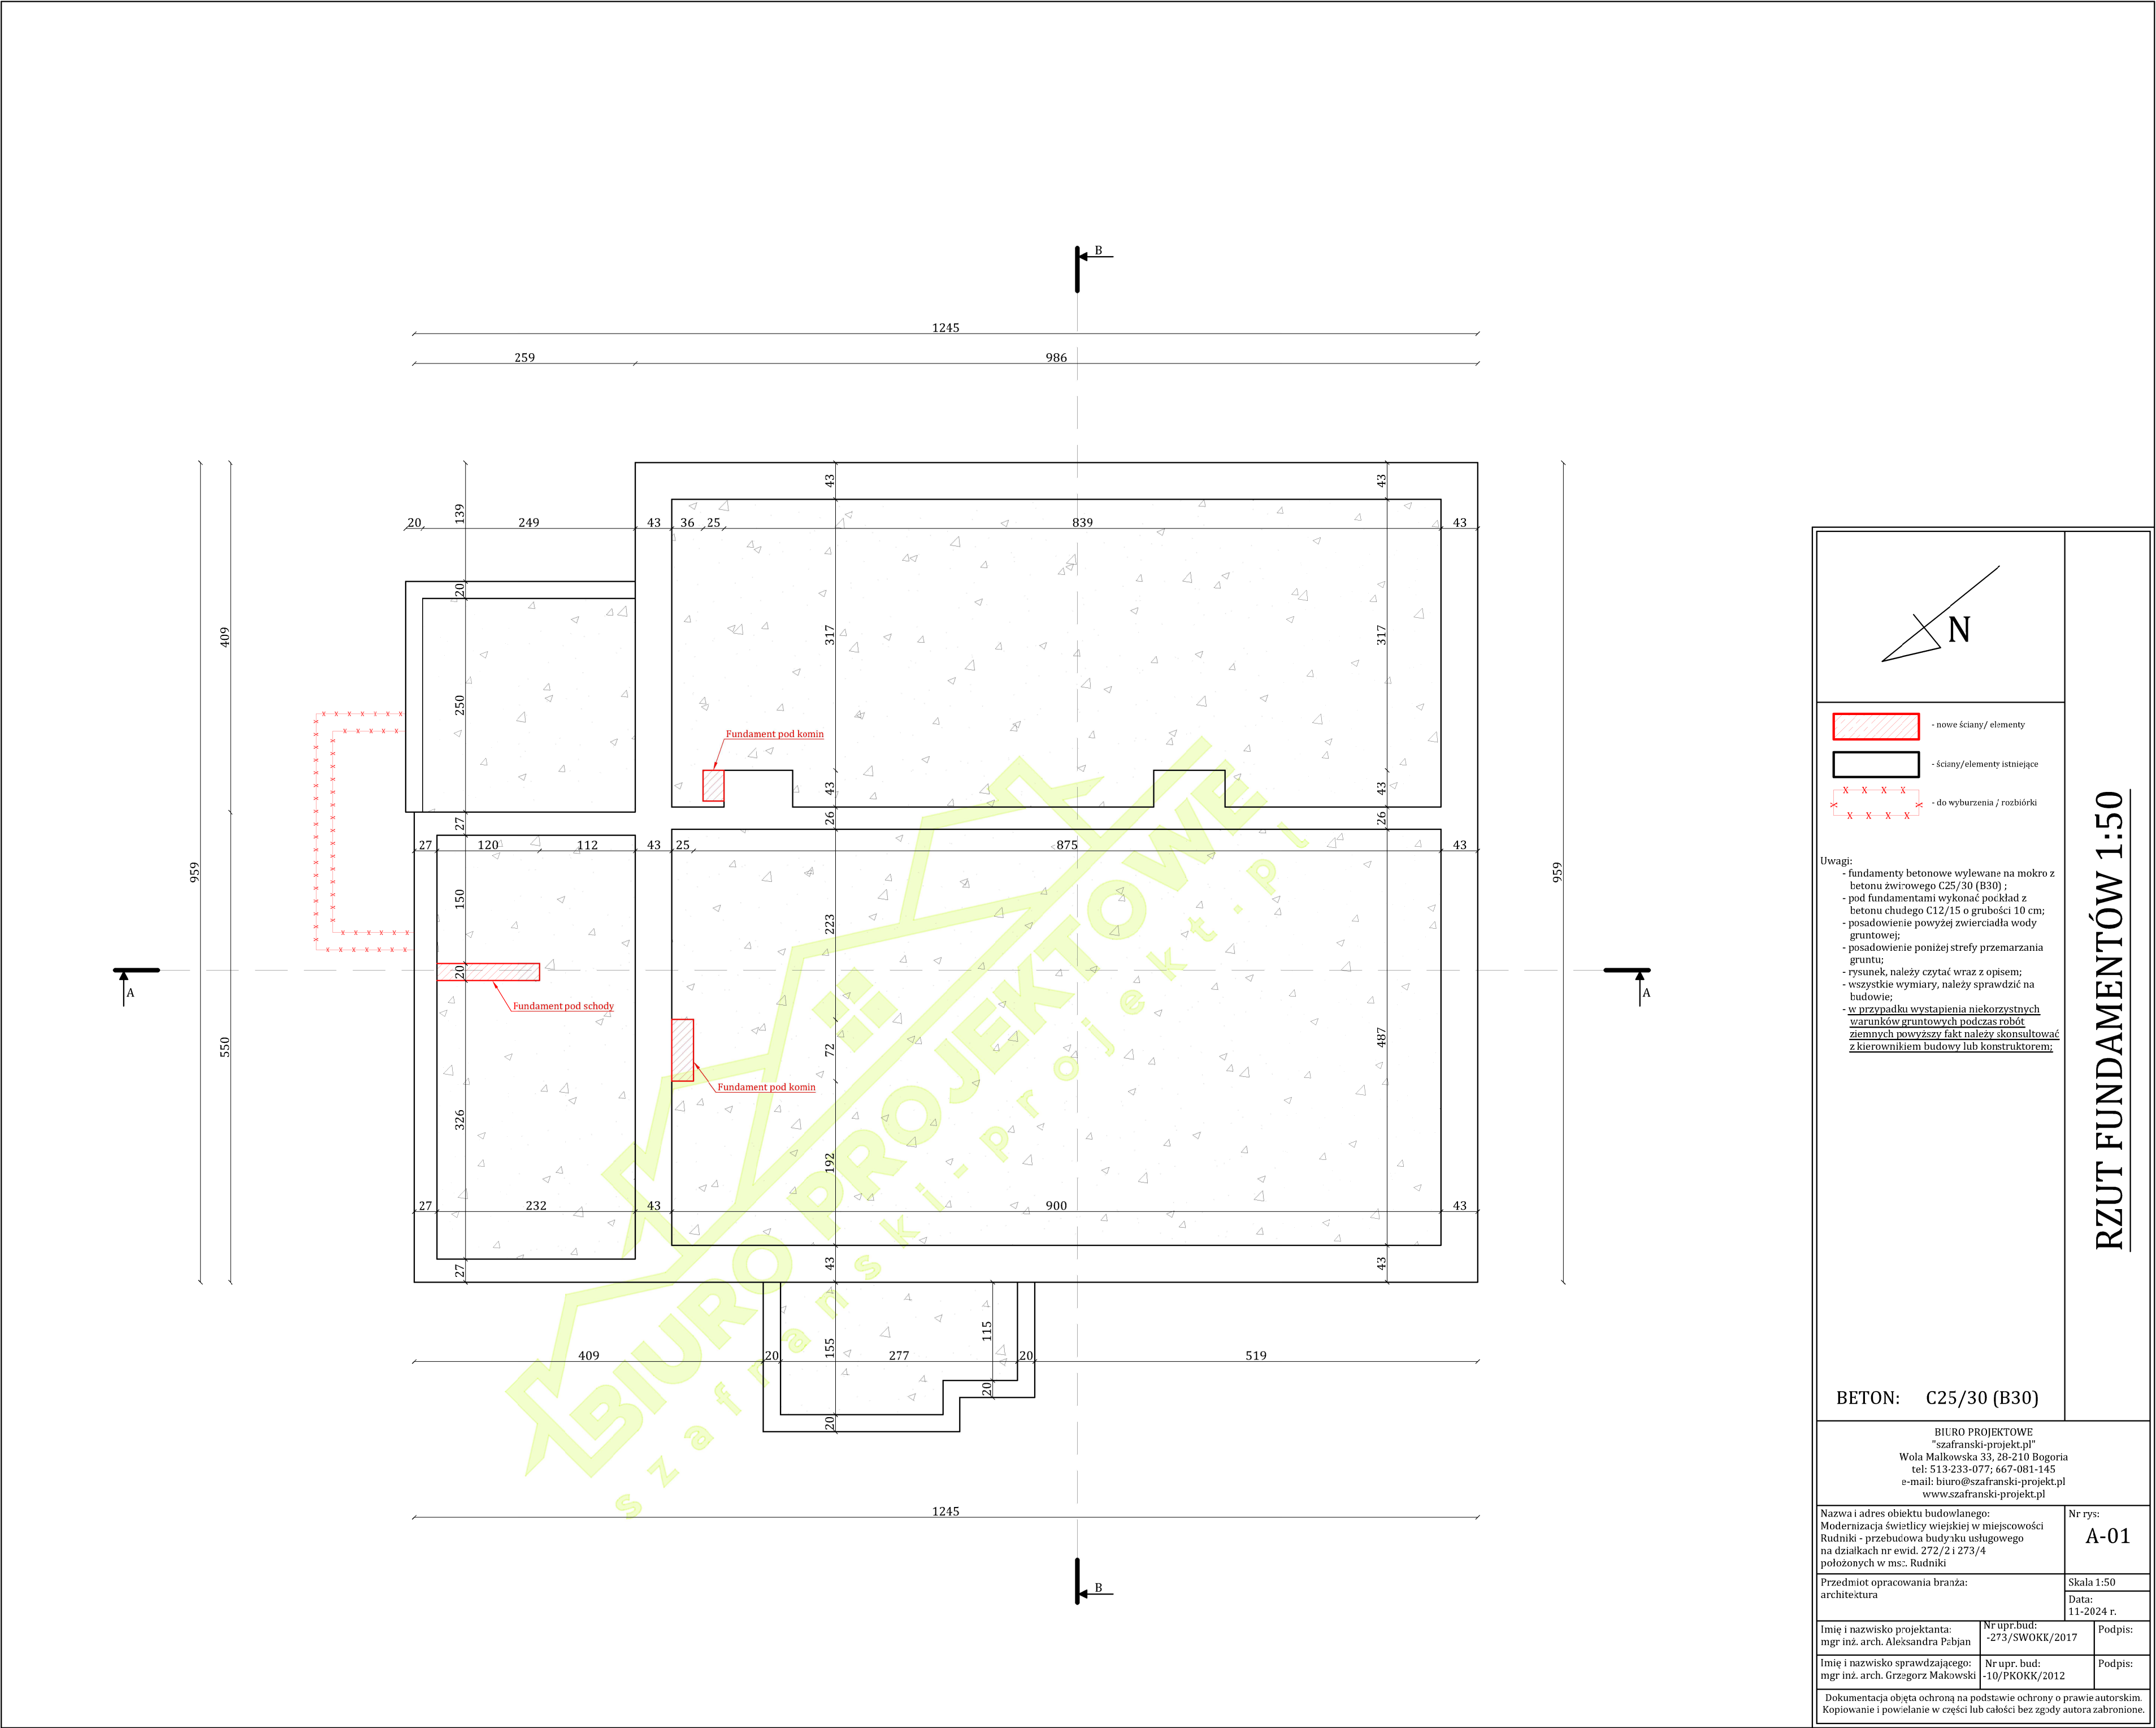 B
1245
259
986
43
43
139
20
249
43
36
25
839
43
20
409
317
317
250
Fundament pod komin
43
43
27
26
26
27
120
112
43
25
875
43
959
959
150
223
20
A
A
Fundament pod schody
550
72
487
Fundament pod komin
326
192
27
232
43
900
43
27
43
43
115
155
409
20
277
20
519
20
20
1245
B
BIURO PROJEKTOWE
szafranski-projekt.pl
N
- nowe ściany/ elementy
- ściany/elementy istniejące
- do wyburzenia / rozbiórki
Uwagi:
- fundamenty betonowe wylewane na mokro z
betonu żwirowego C25/30 (B30) ;
- pod fundamentami wykonać podkład z
betonu chudego C12/15 o grubości 10 cm;
- posadowienie powyżej zwierciadła wody
gruntowej;
- posadowienie poniżej strefy przemarzania
gruntu;
- rysunek, należy czytać wraz z opisem;
- wszystkie wymiary, należy sprawdzić na
budowie;
- w przypadku wystąpienia niekorzystnych
warunków gruntowych podczas robót
ziemnych powyższy fakt należy skonsultować
z kierownikiem budowy lub konstruktorem;
RZUT FUNDAMENTÓW 1:50
BETON: C25/30 (B30)
BIURO PROJEKTOWE
"szafranski-projekt.pl"
Wola Malkowska 33, 28-210 Bogoria
tel: 513-233-077; 667-081-145
e-mail: biuro@szafranski-projekt.pl
www.szafranski-projekt.pl
Nazwa i adres obiektu budowlanego:
Modernizacja świetlicy wiejskiej w miejscowości
Rudniki - przebudowa budynku usługowego
na działkach nr ewid. 272/2 i 273/4
położonych w msc. Rudniki
Nr rys:
A-01
Przedmiot opracowania branża:
architektura
Skala 1:50
Data:
11-2024 r.
Imię i nazwisko projektanta:
mgr inż. arch. Aleksandra Pabjan
Nr upr.bud:
-273/SWOKK/2017
Podpis:
Imię i nazwisko sprawdzającego:
mgr inż. arch. Grzegorz Makowski
Nr upr. bud:
-10/PKOKK/2012
Podpis:
Dokumentacja objęta ochroną na podstawie ochrony o prawie autorskim.
Kopiowanie i powielanie w części lub całości bez zgody autora zabronione.